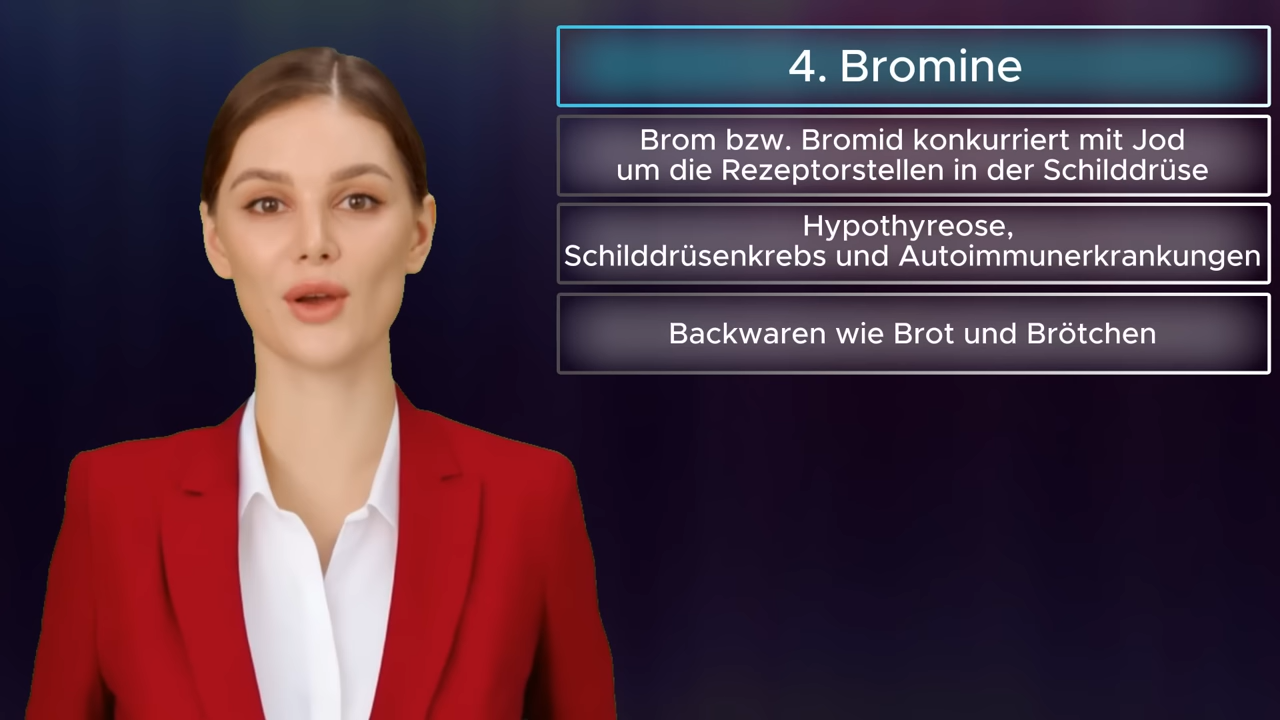 4. Bromine
Brom bzw. Bromid konkurriert mit Jod
um die Rezeptorstellen in der Schilddrüse
Hypothyreose,
Schilddrüsenkrebs und Autoimmunerkrankungen
Backwaren wie Brot und Brötchen